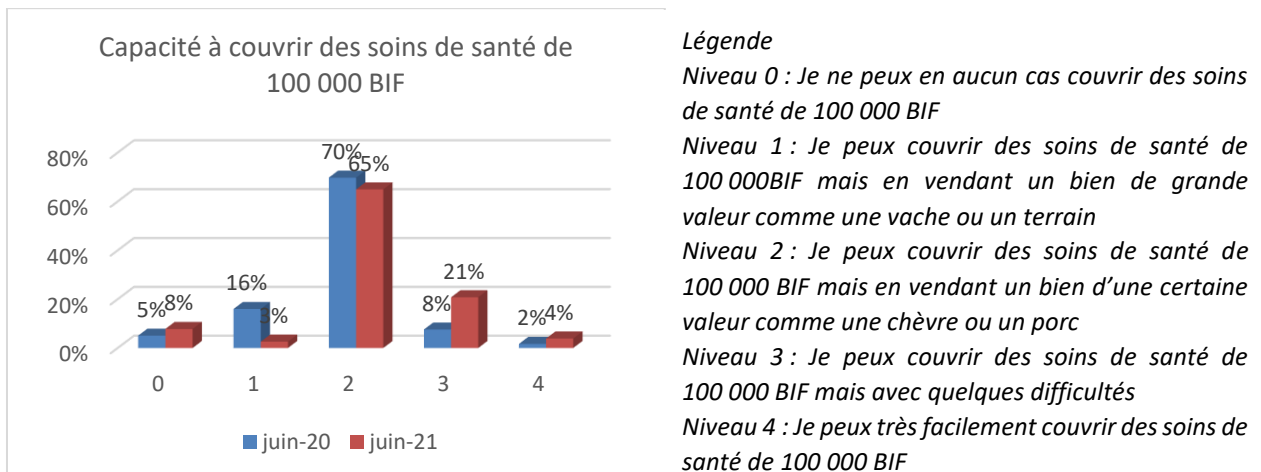 Capacité à couvrir des soins de santé de
100 000 BIF
80%
60%
40%
20%
0%
5%
8%
16%
3%
70%
65%
8%
21%
2%
4%
0 1 2 3 4
juin-20 juin-21
Légende
Niveau 0 : Je ne peux en aucun cas couvrir des soins
de santé de 100 000 BIF
Niveau 1 : Je peux couvrir des soins de santé de
100 000BIF mais en vendant un bien de grande
valeur comme une vache ou un terrain
Niveau 2 : Je peux couvrir des soins de santé de
100 000 BIF mais en vendant un bien d’une certaine
valeur comme une chèvre ou un porc
Niveau 3 : Je peux couvrir des soins de santé de
100 000 BIF mais avec quelques difficultés
Niveau 4 : Je peux très facilement couvrir des soins de
santé de 100 000 BIF